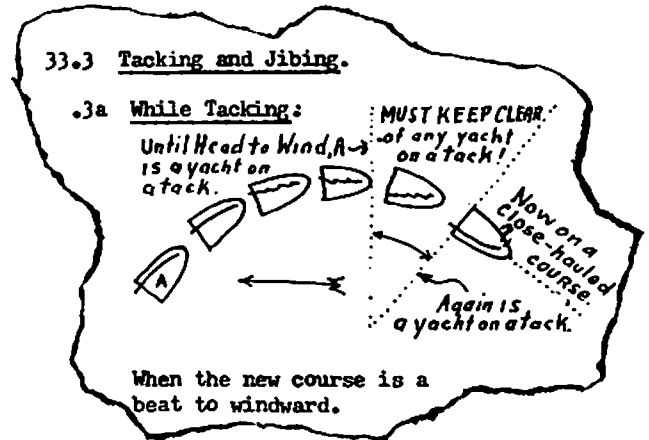 33.3 Tacking and Jibing.
.3a While Tacking:
Until Head to Wind, A→
is a yacht on
a tack.
MUST KEEP CLEAR
of any yacht
on a tack!
A
Now on a
close-hauled
course.
Again is
a yacht on a tack.
When the new course is a
beat to windward.